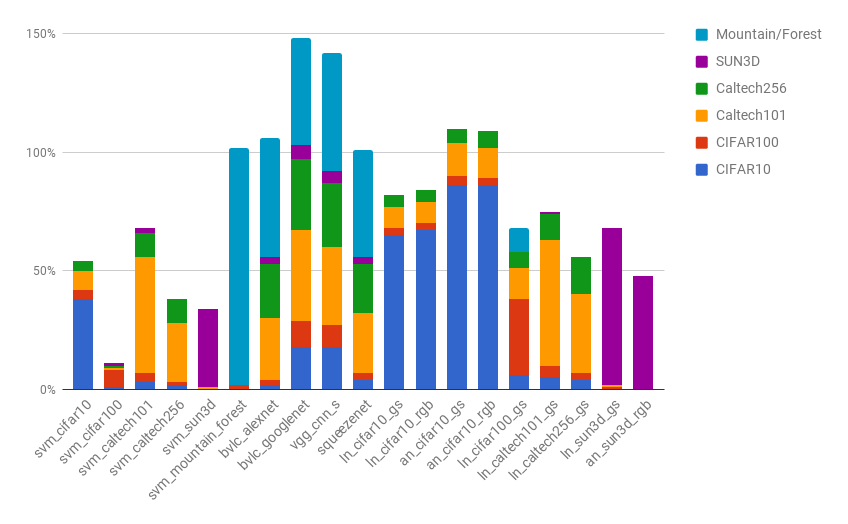 150%
100%
50%
0%
svm_cifar10
svm_cifar100
svm_caltech101
svm_caltech256
svm_sun3d
svm_mountain_forest
bvlc_alexnet
bvlc_googlenet
vgg_cnn_s
squeezenet
ln_cifar10_gs
ln_cifar10_rgb
an_cifar10_gs
an_cifar10_rgb
ln_cifar100_gs
ln_caltech101_gs
ln_caltech256_gs
ln_sun3d_gs
an_sun3d_rgb
Mountain/Forest
SUN3D
Caltech256
Caltech101
CIFAR100
CIFAR10